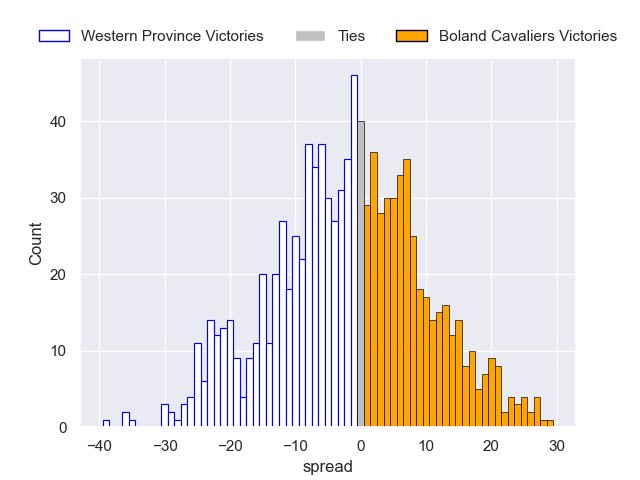 Western Province Victories Ties Boland Cavaliers Victories
40
30
20
10
0
Count
−40 −30 −20 −10 0 10 20 30
spread